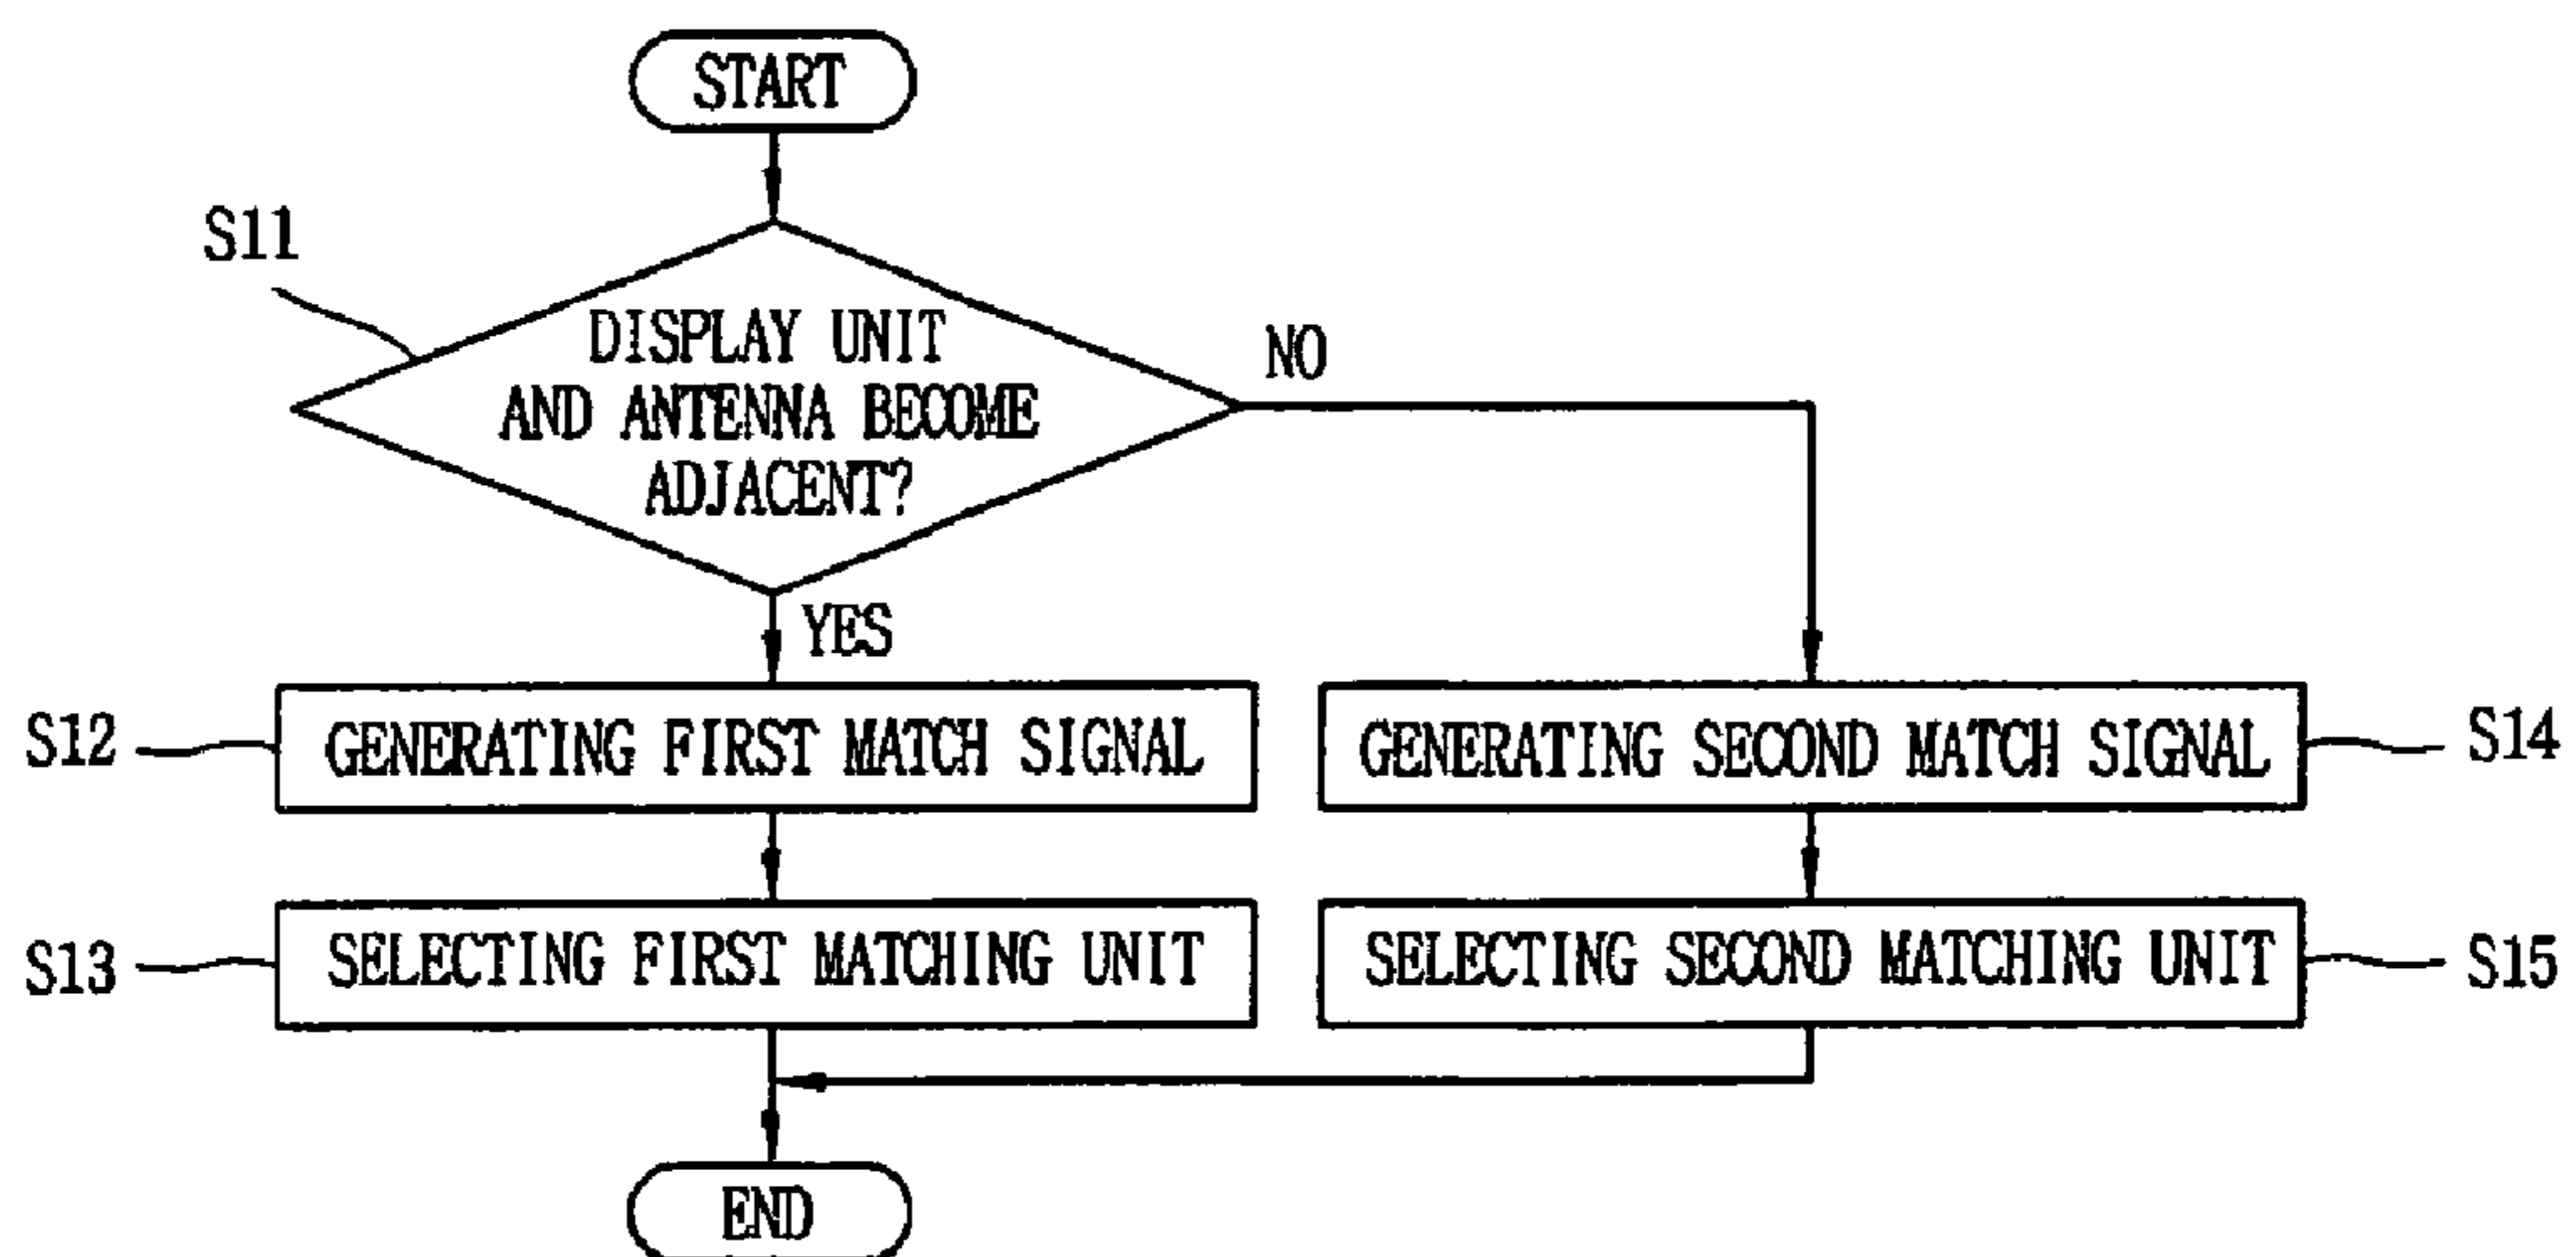 START
S11
DISPLAY UNIT
AND ANTENNA BECOME
ADJACENT?
NO
YES
S12
GENERATING FIRST MATCH SIGNAL
GENERATING SECOND MATCH SIGNAL
S14
S13
SELECTING FIRST MATCHING UNIT
SELECTING SECOND MATCHING UNIT
S15
END